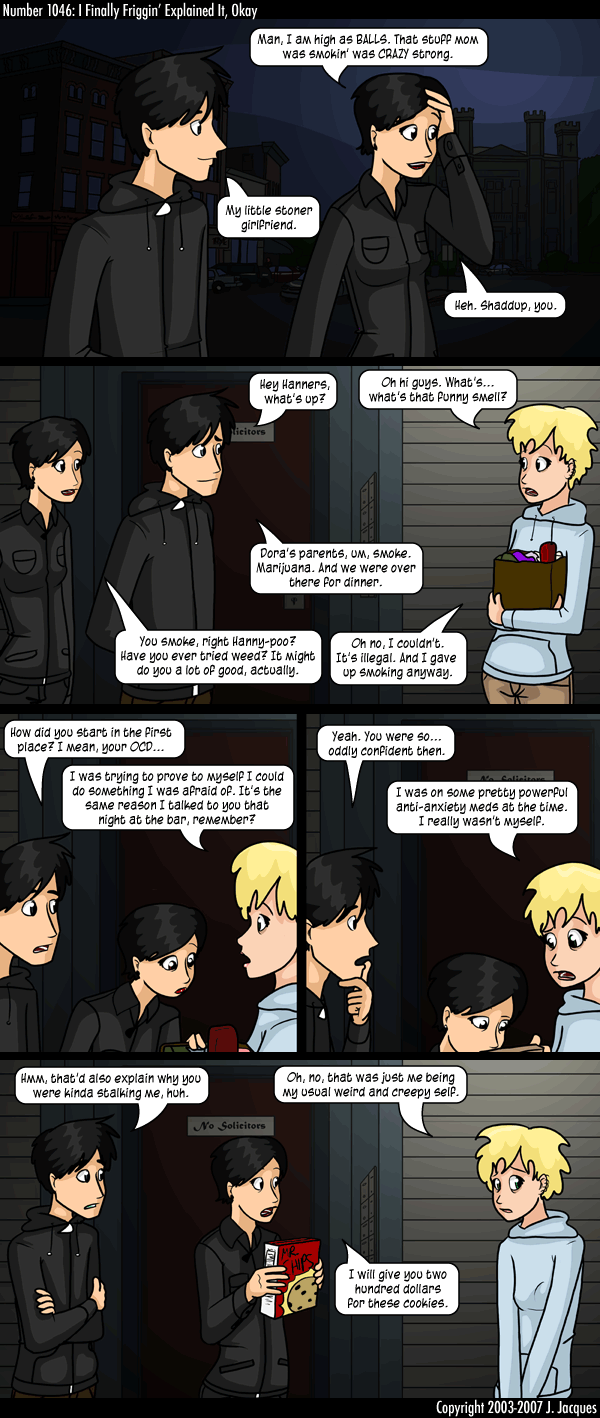 Number 1046: I Finally Friggin' Explained It, Okay
Man, I am high as BALLS. That stuff mom
was smokin' was CRAZY strong.
My little stoner
girlfriend.
Heh. Shaddup, you.
Hey Hanners,
what's up?
Oh hi guys. What's...
what's that funny smell?
licitors
Dora's parents, um, smoke.
Marijuana. And we were over
there for dinner.
You smoke, right Hanny-poo?
Have you ever tried weed? It might
do you a lot of good, actually.
Oh no, I couldn't.
It's illegal. And I gave
up smoking anyway.
How did you start in the first
place? I mean, your OCD...
I was trying to prove to myself I could
do something I was afraid of. It's the
same reason I talked to you that
night at the bar, remember?
Yeah. You were so...
oddly confident then.
No Solicitors
I was on some pretty powerful
anti-anxiety meds at the time.
I really wasn't myself.
Hmm, that'd also explain why you
were kinda stalking me, huh.
Oh, no, that was just me being
my usual weird and creepy self.
No Solicitors
MR
CHIPS
I will give you two
hundred dollars
for these cookies.
Copyright 2003-2007 J. Jacques